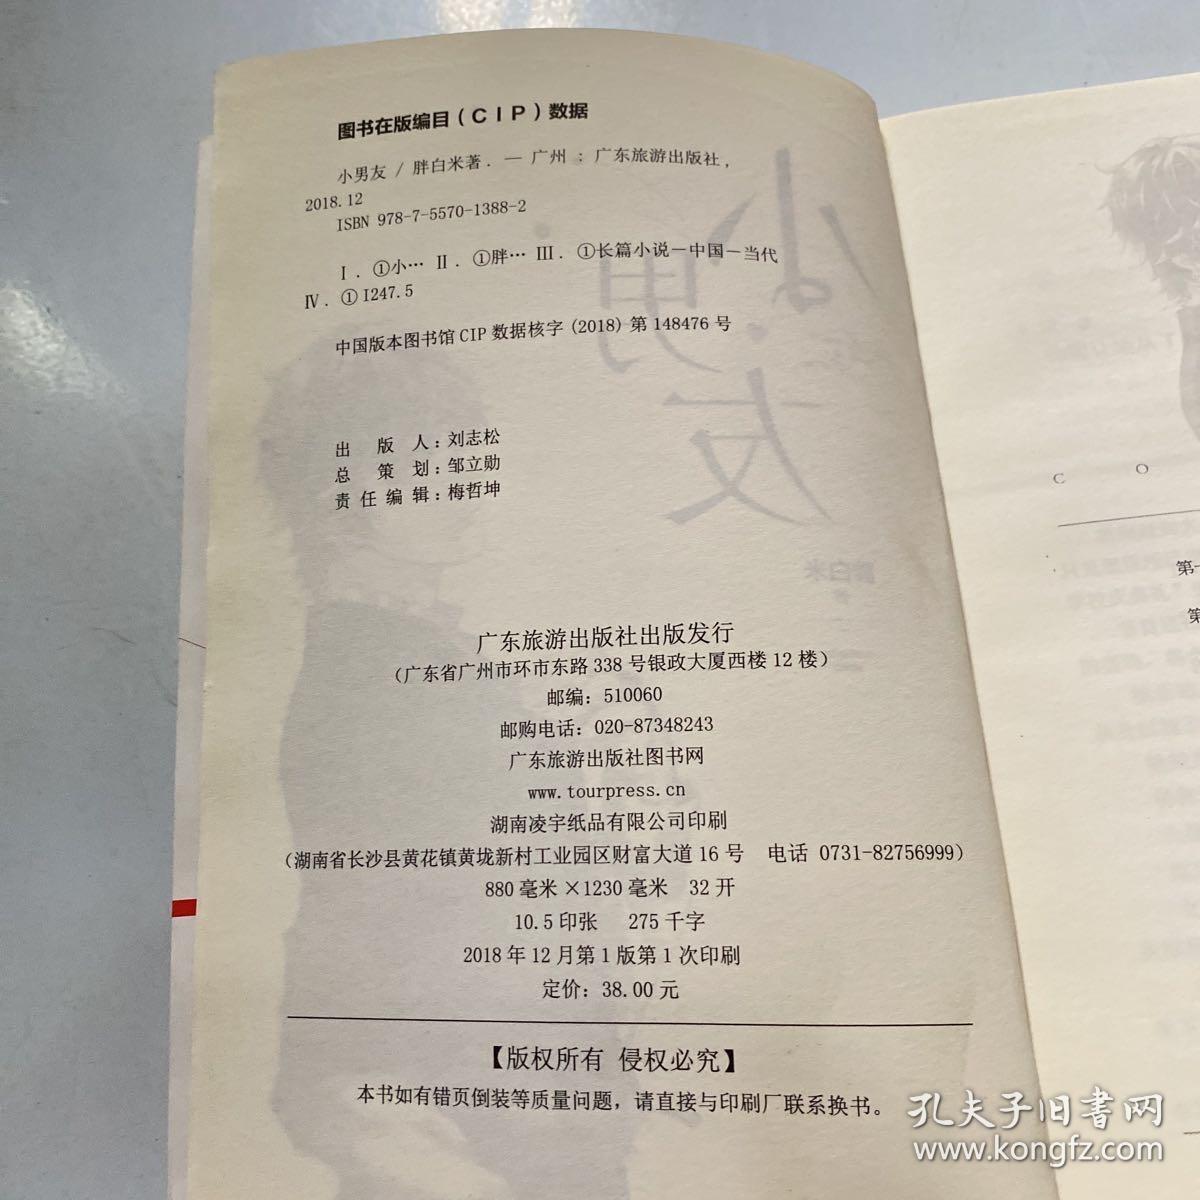 图书在版编目（CIP）数据
小男友 / 胖白米著. — 广州 : 广东旅游出版社,
2018.12
ISBN 978-7-5570-1388-2
Ⅰ. ①小… Ⅱ. ①胖… Ⅲ. ①长篇小说－中国－当代
Ⅳ. ①I247.5
中国版本图书馆 CIP 数据核字 (2018) 第 148476 号
出 版 人：刘志松
总 策 划：邹立勋
责 任 编 辑：梅哲坤
广东旅游出版社出版发行
（广东省广州市环市东路 338 号银政大厦西楼 12 楼）
邮编：510060
邮购电话：020-87348243
广东旅游出版社图书网
www.tourpress.cn
湖南凌宇纸品有限公司印刷
（湖南省长沙县黄花镇黄垅新村工业园区财富大道 16 号 电话 0731-82756999）
880 毫米 ×1230 毫米 32 开
10.5 印张 275 千字
2018 年 12 月第 1 版第 1 次印刷
定价：38.00 元
【版权所有 侵权必究】
本书如有错页倒装等质量问题，请直接与印刷厂联系换书。
小男友
胖白米
C O
第
第
孔夫子旧书网
www.kongfz.com